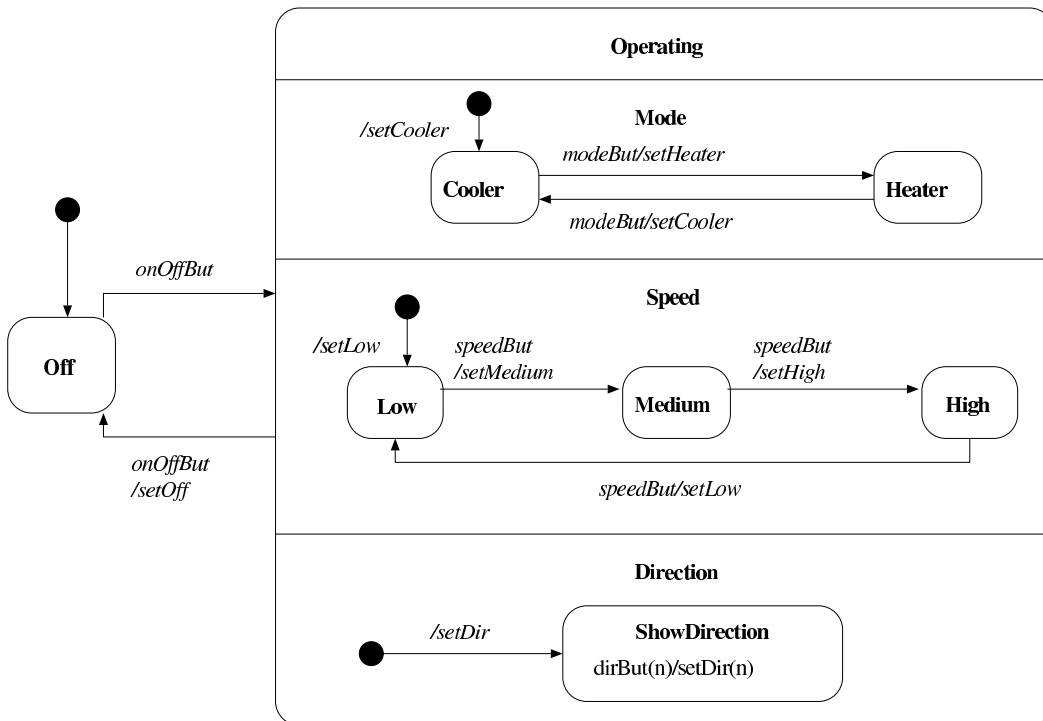 Operating
Mode
/setCooler
modeBut/setHeater
Cooler
Heater
modeBut/setCooler
onOffBut
Off
onOffBut
/setOff
Speed
/setLow
speedBut
/setMedium
speedBut
/setHigh
Low
Medium
High
speedBut/setLow
Direction
/setDir
ShowDirection
dirBut(n)/setDir(n)